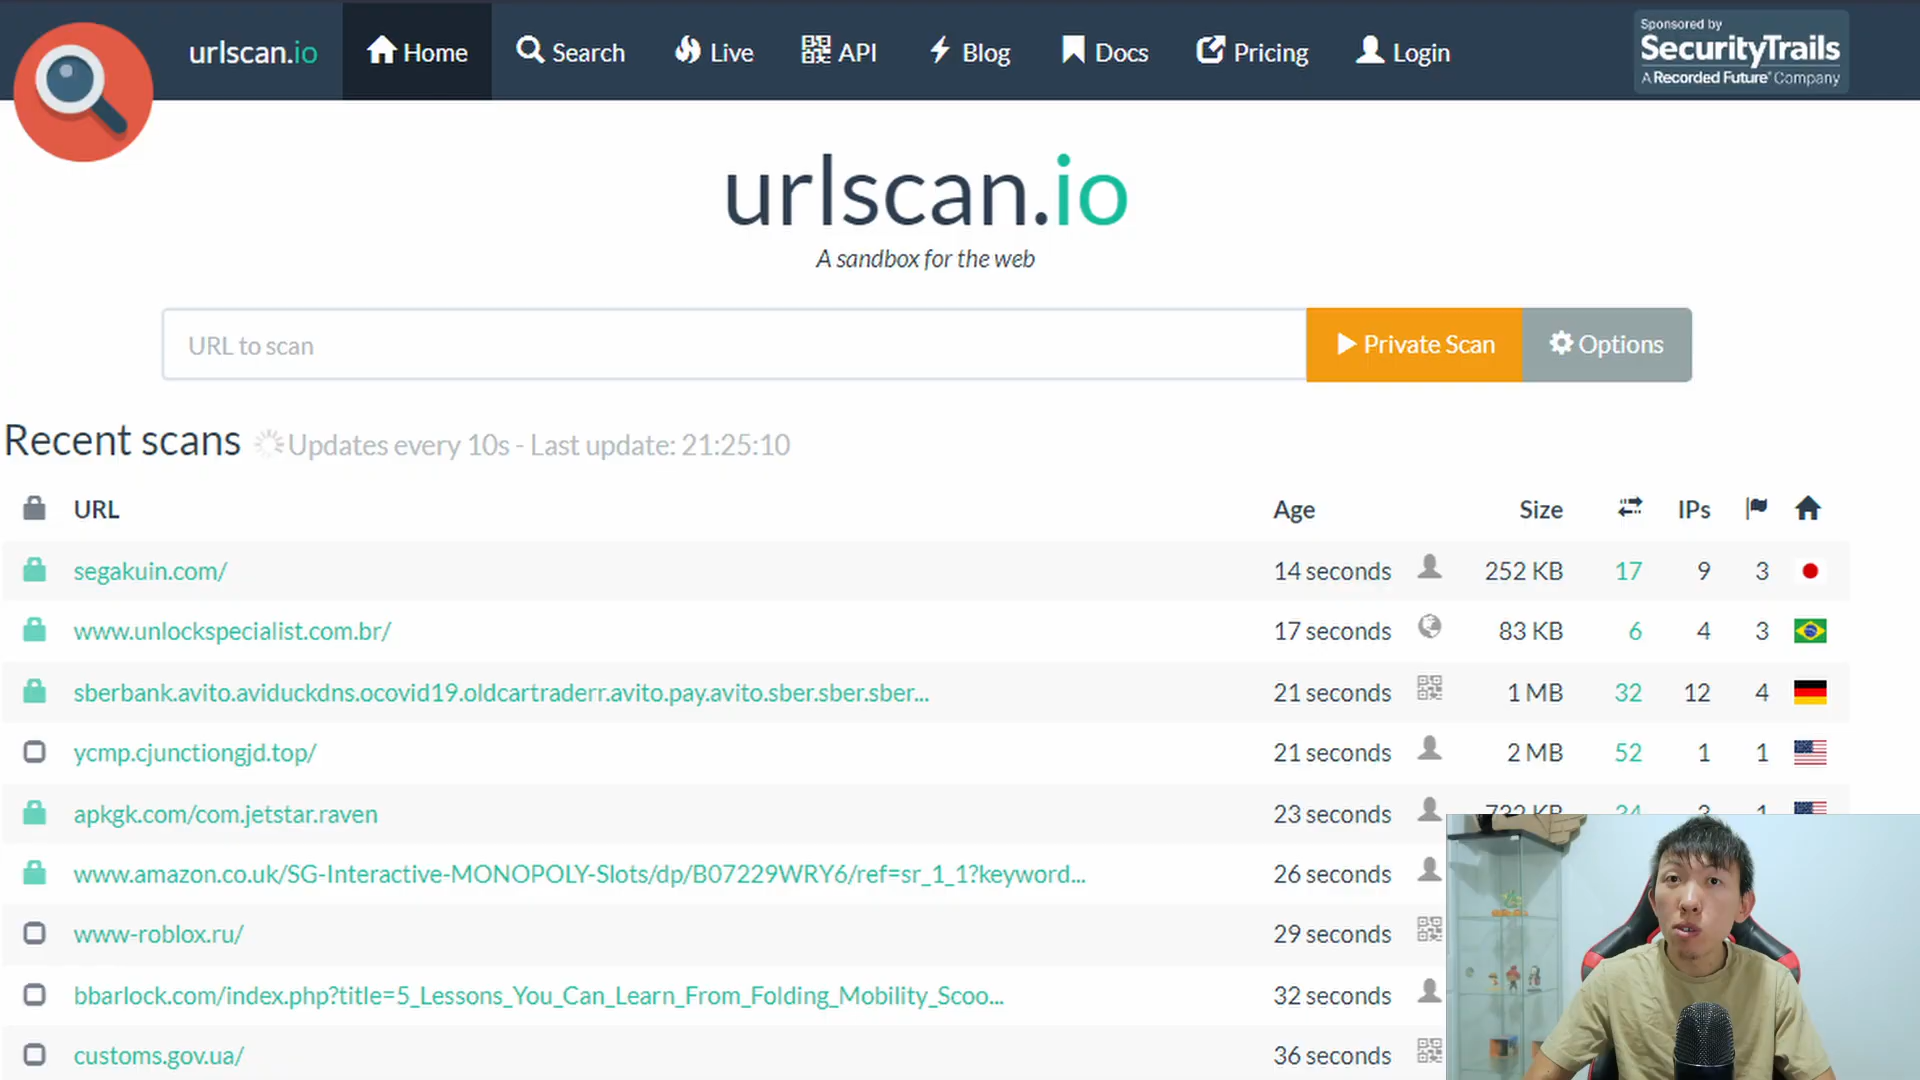 urlscan.io Home Search Live API Blog Docs Pricing Login
Sponsored by
SecurityTrails
A Recorded Future® Company
urlscan.io
A sandbox for the web
URL to scan Private Scan Options
Recent scans Updates every 10s - Last update: 21:25:10
URL Age Size IPs
segakuin.com/ 14 seconds 252 KB 17 9 3
www.unlockspecialist.com.br/ 17 seconds 83 KB 6 4 3
sberbank.avito.aviduckdns.ocovid19.oldcartraderr.avito.pay.avito.sber.sber.sber... 21 seconds 1 MB 32 12 4
ycmp.cjunctiongjd.top/ 21 seconds 2 MB 52 1 1
apkgk.com/com.jetstar.raven 23 seconds
www.amazon.co.uk/SG-Interactive-MONOPOLY-Slots/dp/B07229WRY6/ref=sr_1_1?keyword... 26 seconds
www-roblox.ru/ 29 seconds
bbarlock.com/index.php?title=5_Lessons_You_Can_Learn_From_Folding_Mobility_Scoo... 32 seconds
customs.gov.ua/ 36 seconds